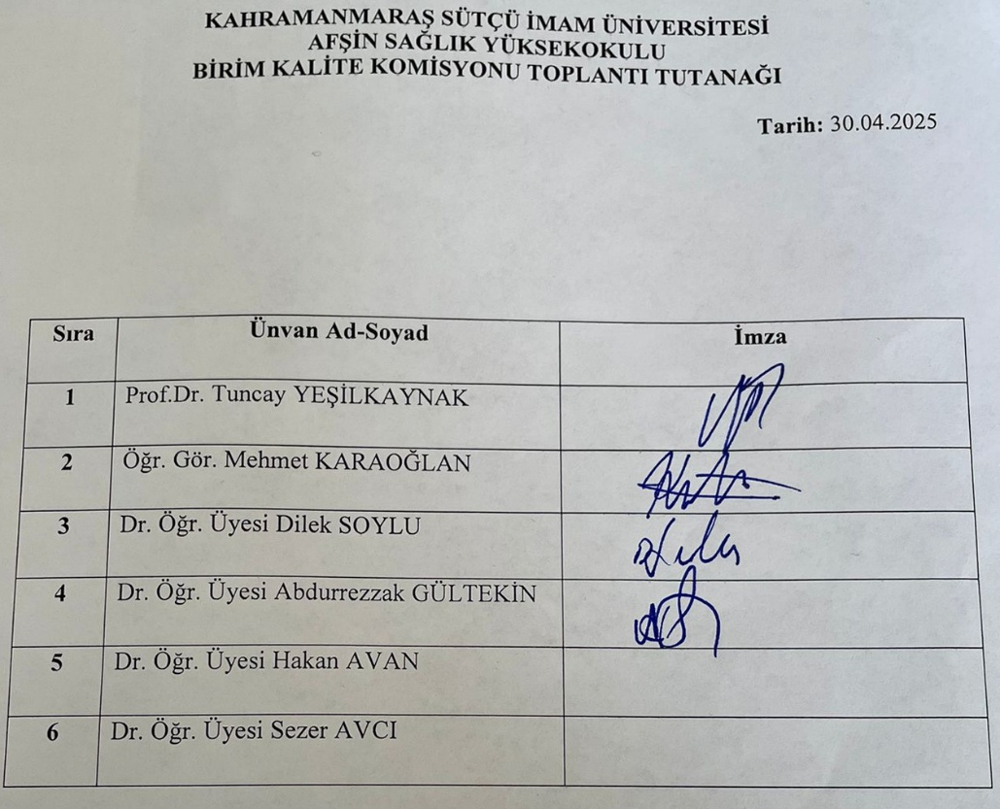 KAHRAMANMARAŞ SÜTÇÜ İMAM ÜNİVERSİTESİ
AFŞİN SAĞLIK YÜKSEKOKULU
BİRİM KALİTE KOMİSYONU TOPLANTI TUTANAĞI
Tarih: 30.04.2025
Sıra Ünvan Ad-Soyad İmza
1 Prof.Dr. Tuncay YEŞİLKAYNAK
2 Öğr. Gör. Mehmet KARAOĞLAN
3 Dr. Öğr. Üyesi Dilek SOYLU
4 Dr. Öğr. Üyesi Abdurrezzak GÜLTEKİN
5 Dr. Öğr. Üyesi Hakan AVAN
6 Dr. Öğr. Üyesi Sezer AVCI